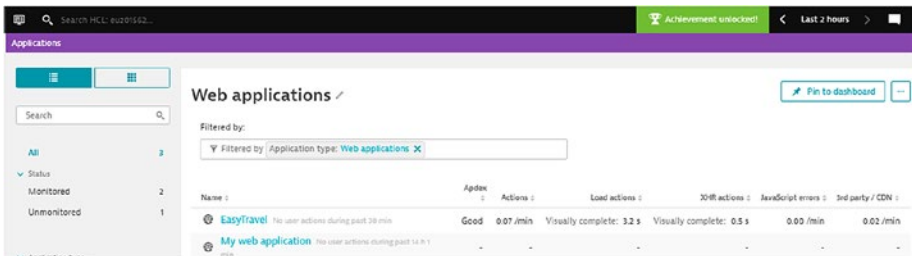 Search HCL: euz01562...
Achievement unlocked!
Last 2 hours
Applications
Web applications
Pin to dashboard
...
Search
Filtered by:
Filtered by Application type: Web applications X
All 3
Status
Monitored 2
Unmonitored 1
Name Apdex Actions Load actions XHR actions JavaScript errors 3rd party / CDN
EasyTravel No user actions during past 28 min Good 0.07 /min Visually complete: 3.2 s Visually complete: 0.5 s 0.00 /min 0.02 /min
My web application No user actions during past 14 h 1 - - - - - -